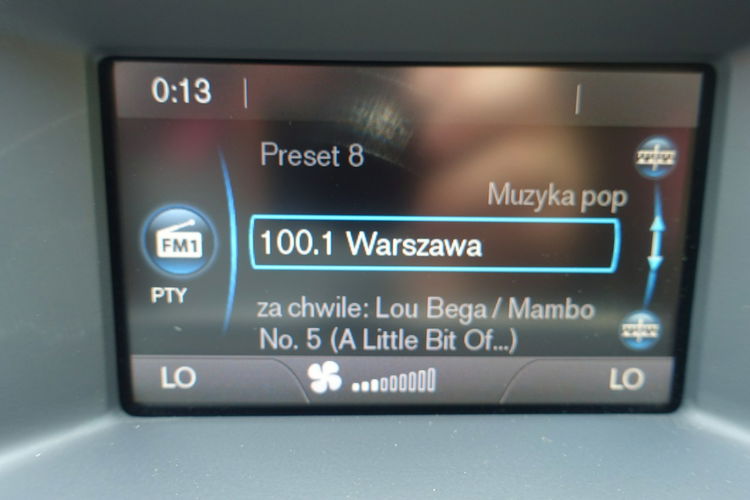 0:13
Preset 8
Muzyka pop
FM1
100.1 Warszawa
PTY
za chwile: Lou Bega / Mambo
No. 5 (A Little Bit Of...)
LO
LO